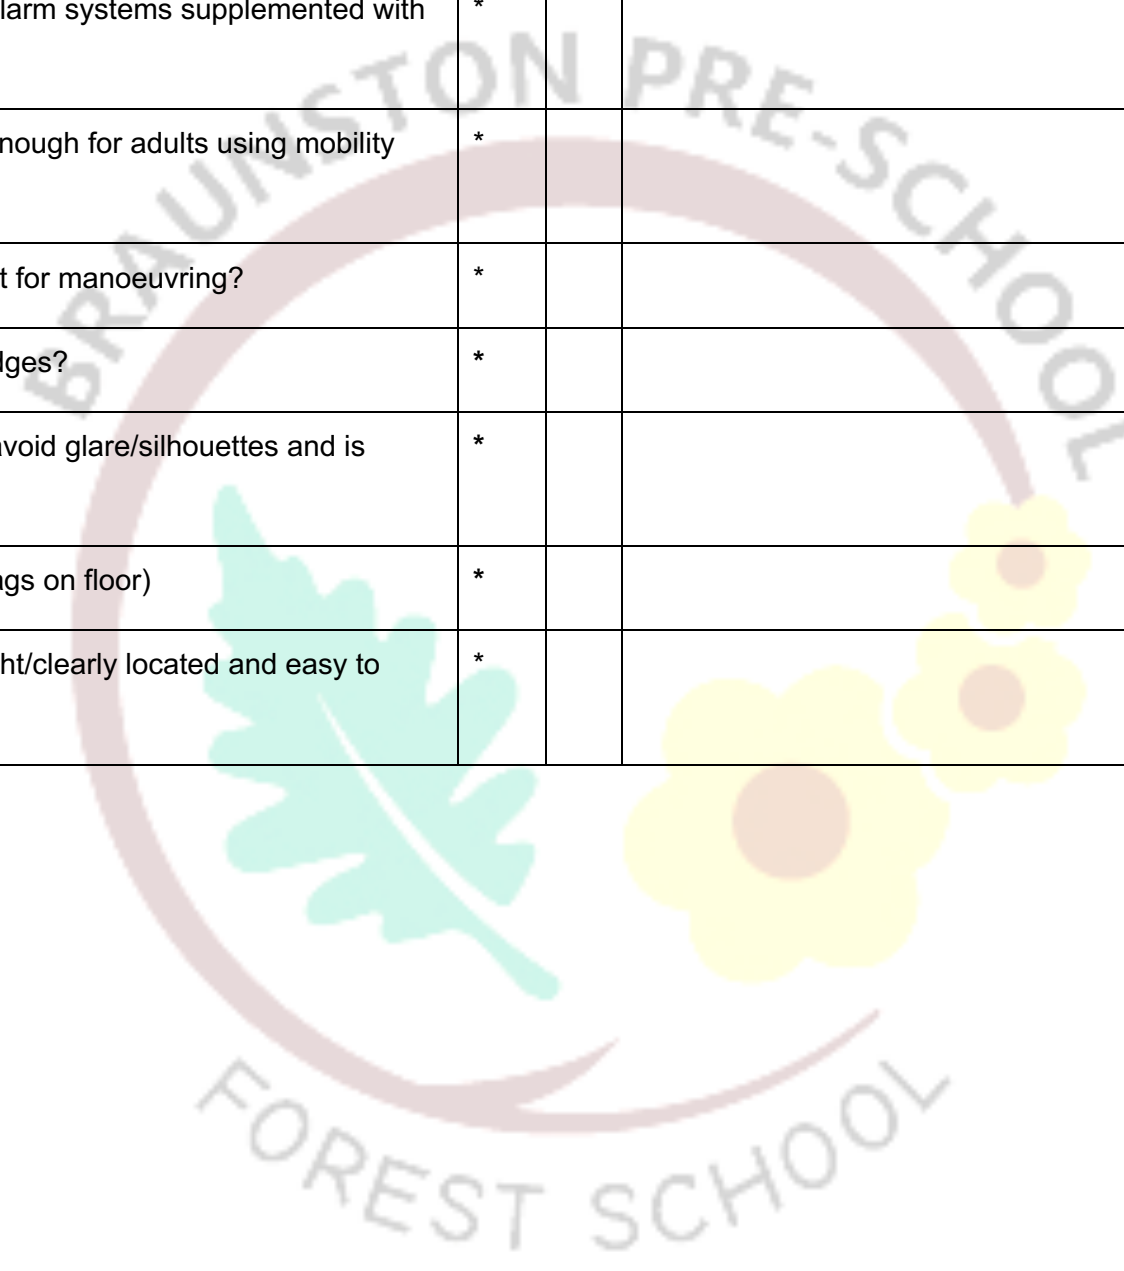 larm systems supplemented with *
nough for adults using mobility *
t for manoeuvring? *
dges? *
avoid glare/silhouettes and is *
ags on floor) *
ht/clearly located and easy to *
BRAUNSTON PRE-SCHOOL
FOREST SCHOOL